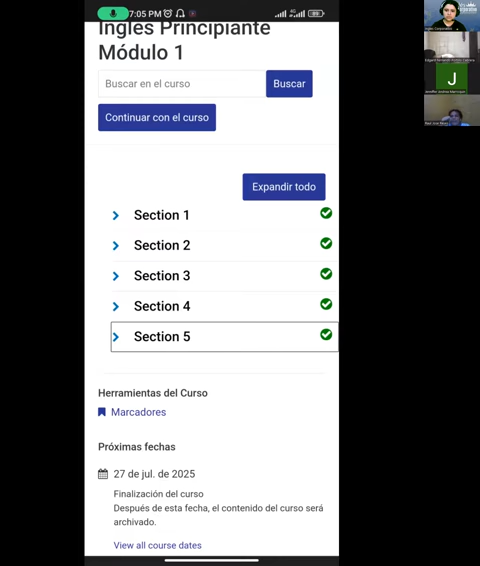 7:05 PM
89
Inglés Principiante
Módulo 1
Buscar en el curso
Buscar
Continuar con el curso
Expandir todo
Section 1
Section 2
Section 3
Section 4
Section 5
Herramientas del Curso
Marcadores
Próximas fechas
27 de jul. de 2025
Finalización del curso
Después de esta fecha, el contenido del curso será
archivado.
View all course dates
J